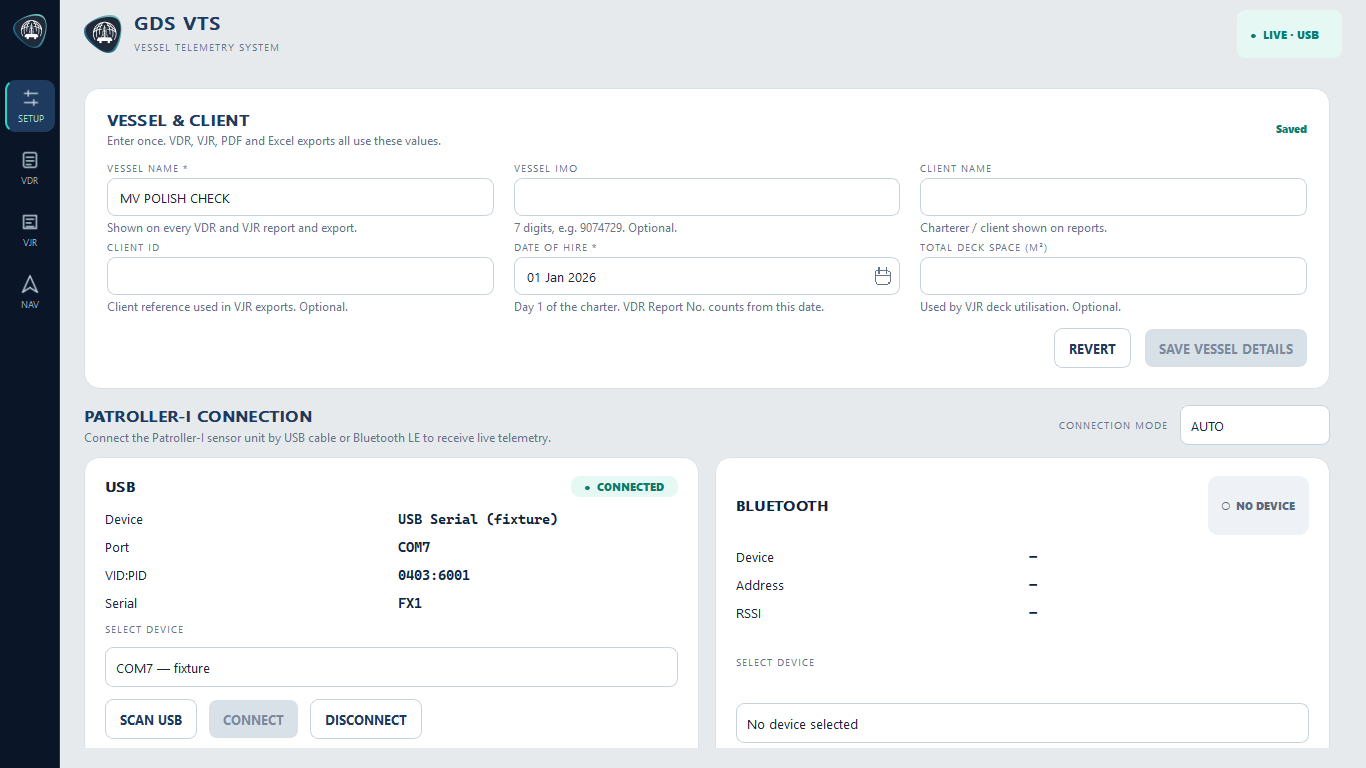 GDS VTS
VESSEL TELEMETRY SYSTEM
● LIVE · USB
SETUP
VDR
VJR
NAV
VESSEL & CLIENT
Enter once. VDR, VJR, PDF and Excel exports all use these values.
Saved
VESSEL NAME *
VESSEL IMO
CLIENT NAME
MV POLISH CHECK
Shown on every VDR and VJR report and export.
7 digits, e.g. 9074729. Optional.
Charterer / client shown on reports.
CLIENT ID
DATE OF HIRE *
TOTAL DECK SPACE (M²)
01 Jan 2026
Client reference used in VJR exports. Optional.
Day 1 of the charter. VDR Report No. counts from this date.
Used by VJR deck utilisation. Optional.
REVERT
SAVE VESSEL DETAILS
PATROLLER-I CONNECTION
Connect the Patroller-I sensor unit by USB cable or Bluetooth LE to receive live telemetry.
CONNECTION MODE
AUTO
USB
● CONNECTED
Device USB Serial (fixture)
Port COM7
VID:PID 0403:6001
Serial FX1
SELECT DEVICE
COM7 — fixture
SCAN USB
CONNECT
DISCONNECT
BLUETOOTH
○ NO DEVICE
Device –
Address –
RSSI –
SELECT DEVICE
No device selected